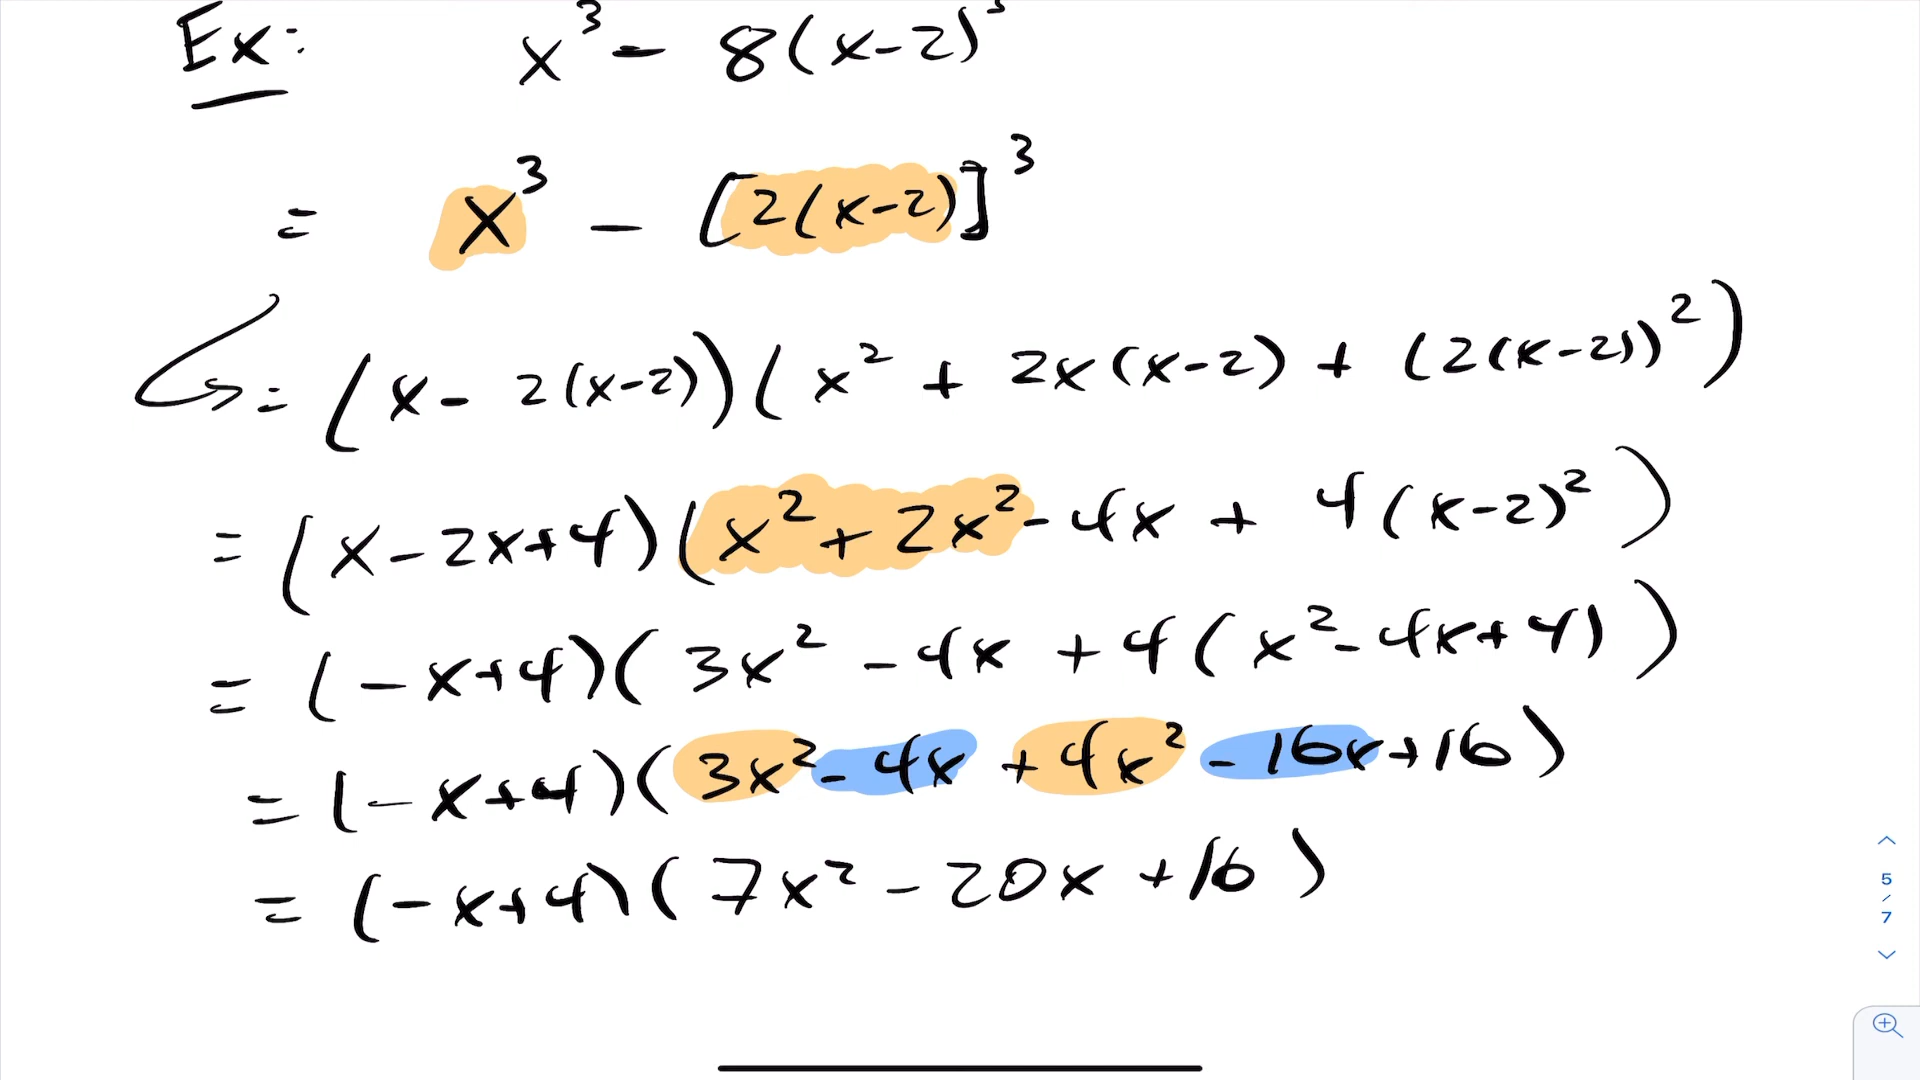 Ex: x³ - 8(x-2)³
= x³ - [2(x-2)]³
= (x - 2(x-2))(x² + 2x(x-2) + (2(x-2))²)
= (x-2x+4)(x²+2x²-4x + 4(x-2)²)
= (-x+4)(3x² - 4x + 4(x²-4x+4))
= (-x+4)(3x²-4x+4x²-16x+16)
= (-x+4)(7x²-20x+16)
5
/
7